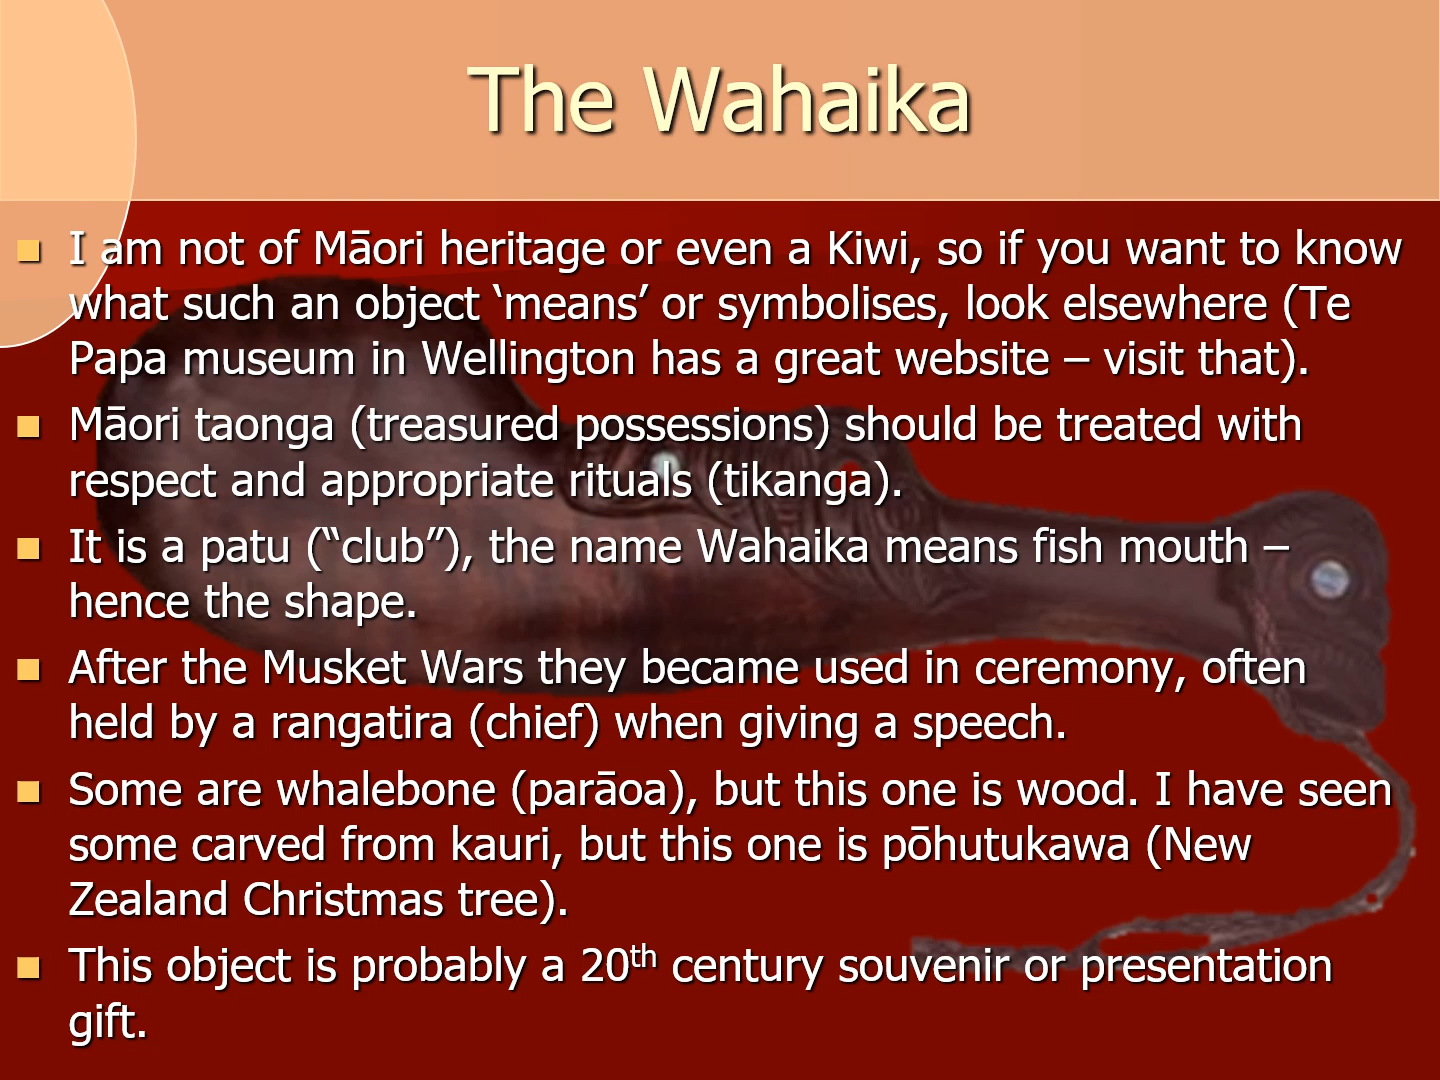 The Wahaika
I am not of Māori heritage or even a Kiwi, so if you want to know
what such an object ‘means’ or symbolises, look elsewhere (Te
Papa museum in Wellington has a great website – visit that).
Māori taonga (treasured possessions) should be treated with
respect and appropriate rituals (tikanga).
It is a patu (“club”), the name Wahaika means fish mouth –
hence the shape.
After the Musket Wars they became used in ceremony, often
held by a rangatira (chief) when giving a speech.
Some are whalebone (parāoa), but this one is wood. I have seen
some carved from kauri, but this one is pōhutukawa (New
Zealand Christmas tree).
This object is probably a 20th century souvenir or presentation
gift.